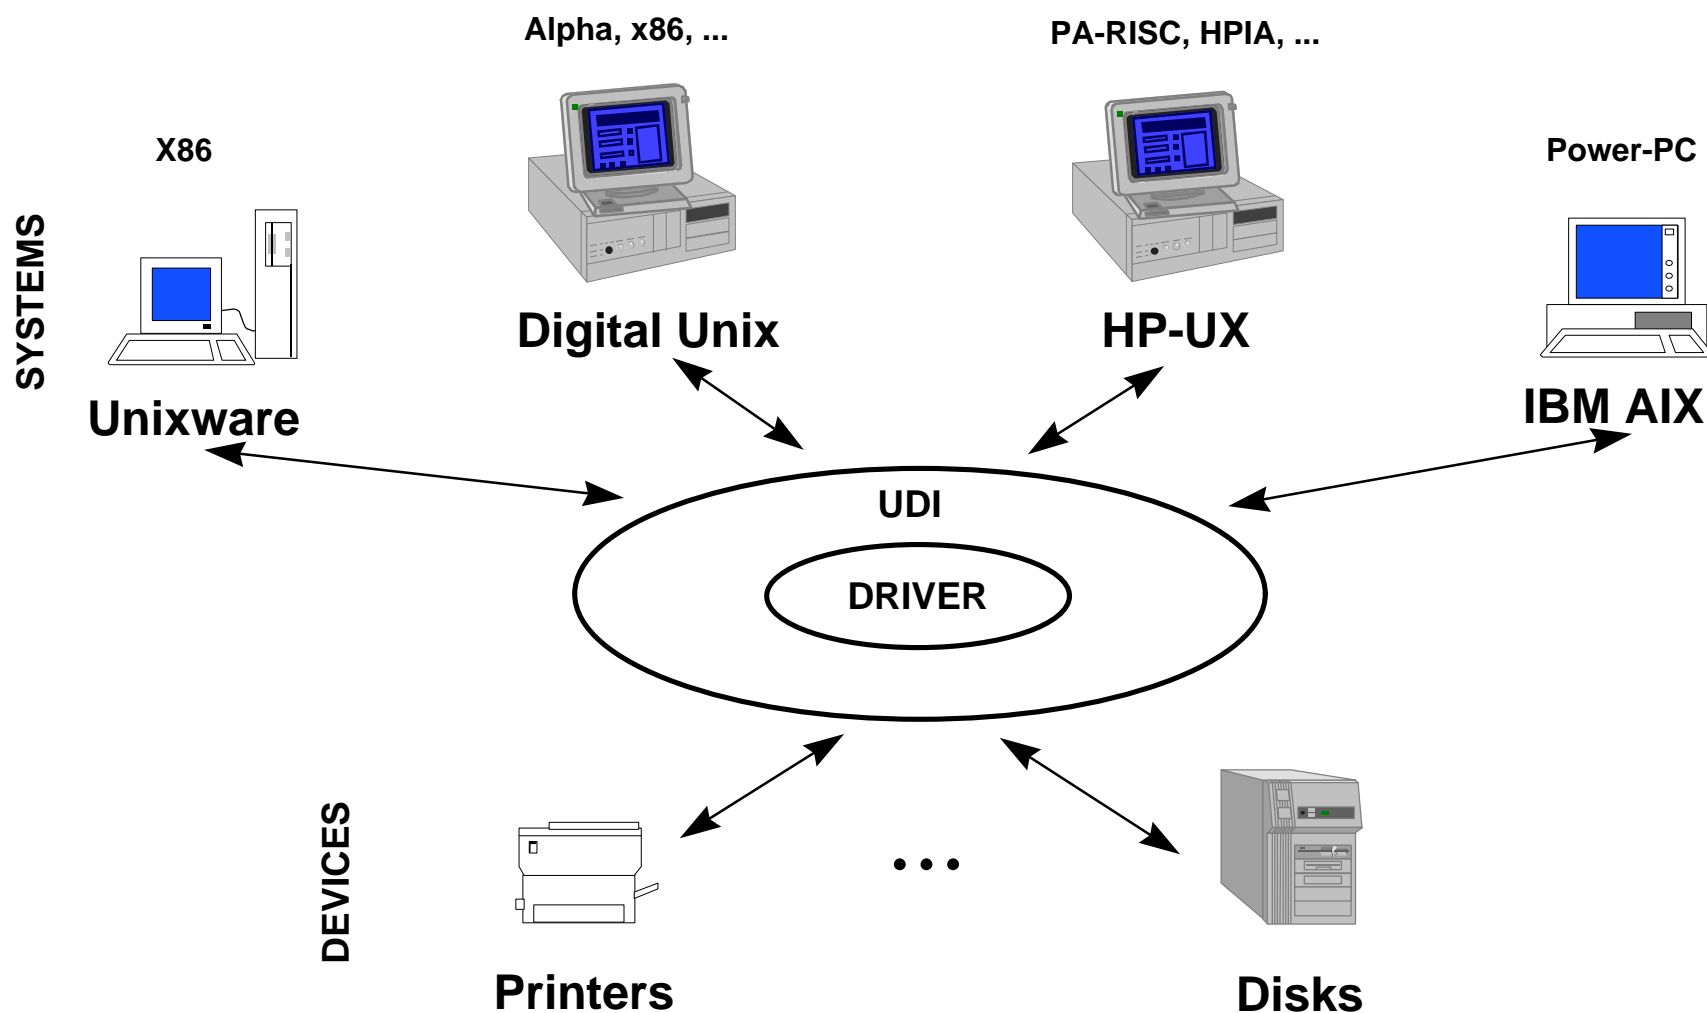 Alpha, x86, ...
PA-RISC, HPIA, ...
X86
Power-PC
SYSTEMS
Digital Unix
HP-UX
Unixware
IBM AIX
UDI
DRIVER
DEVICES
...
Printers
Disks